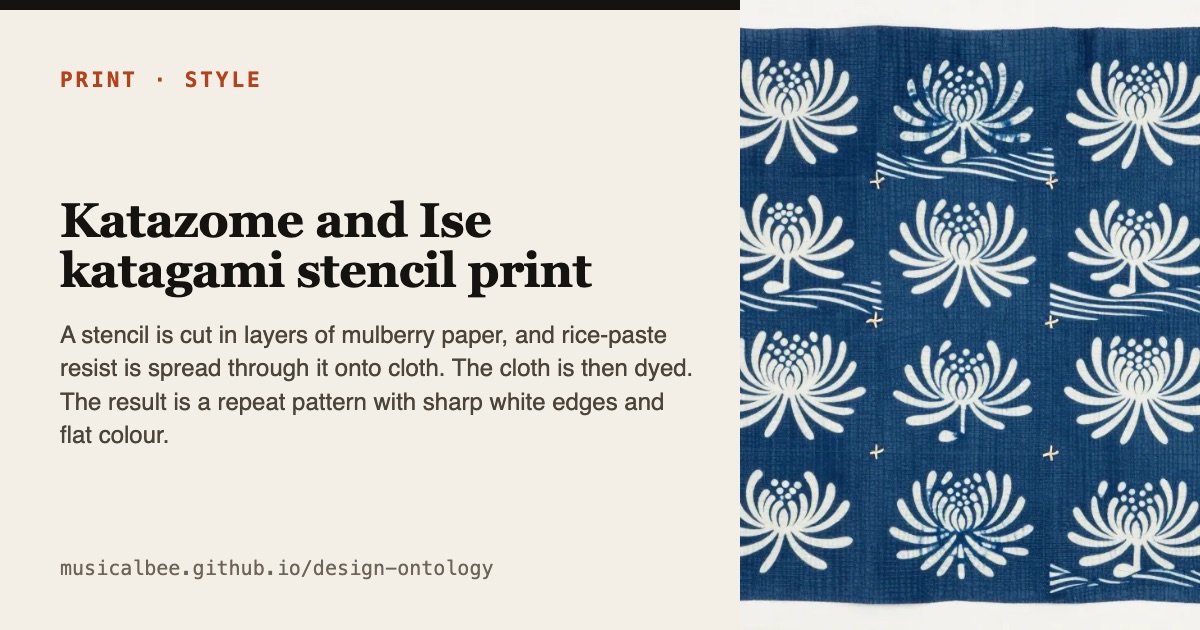 PRINT · STYLE
Katazome and Ise
katagami stencil print
A stencil is cut in layers of mulberry paper, and rice-paste
resist is spread through it onto cloth. The cloth is then dyed.
The result is a repeat pattern with sharp white edges and
flat colour.
musicalbee.github.io/design-ontology